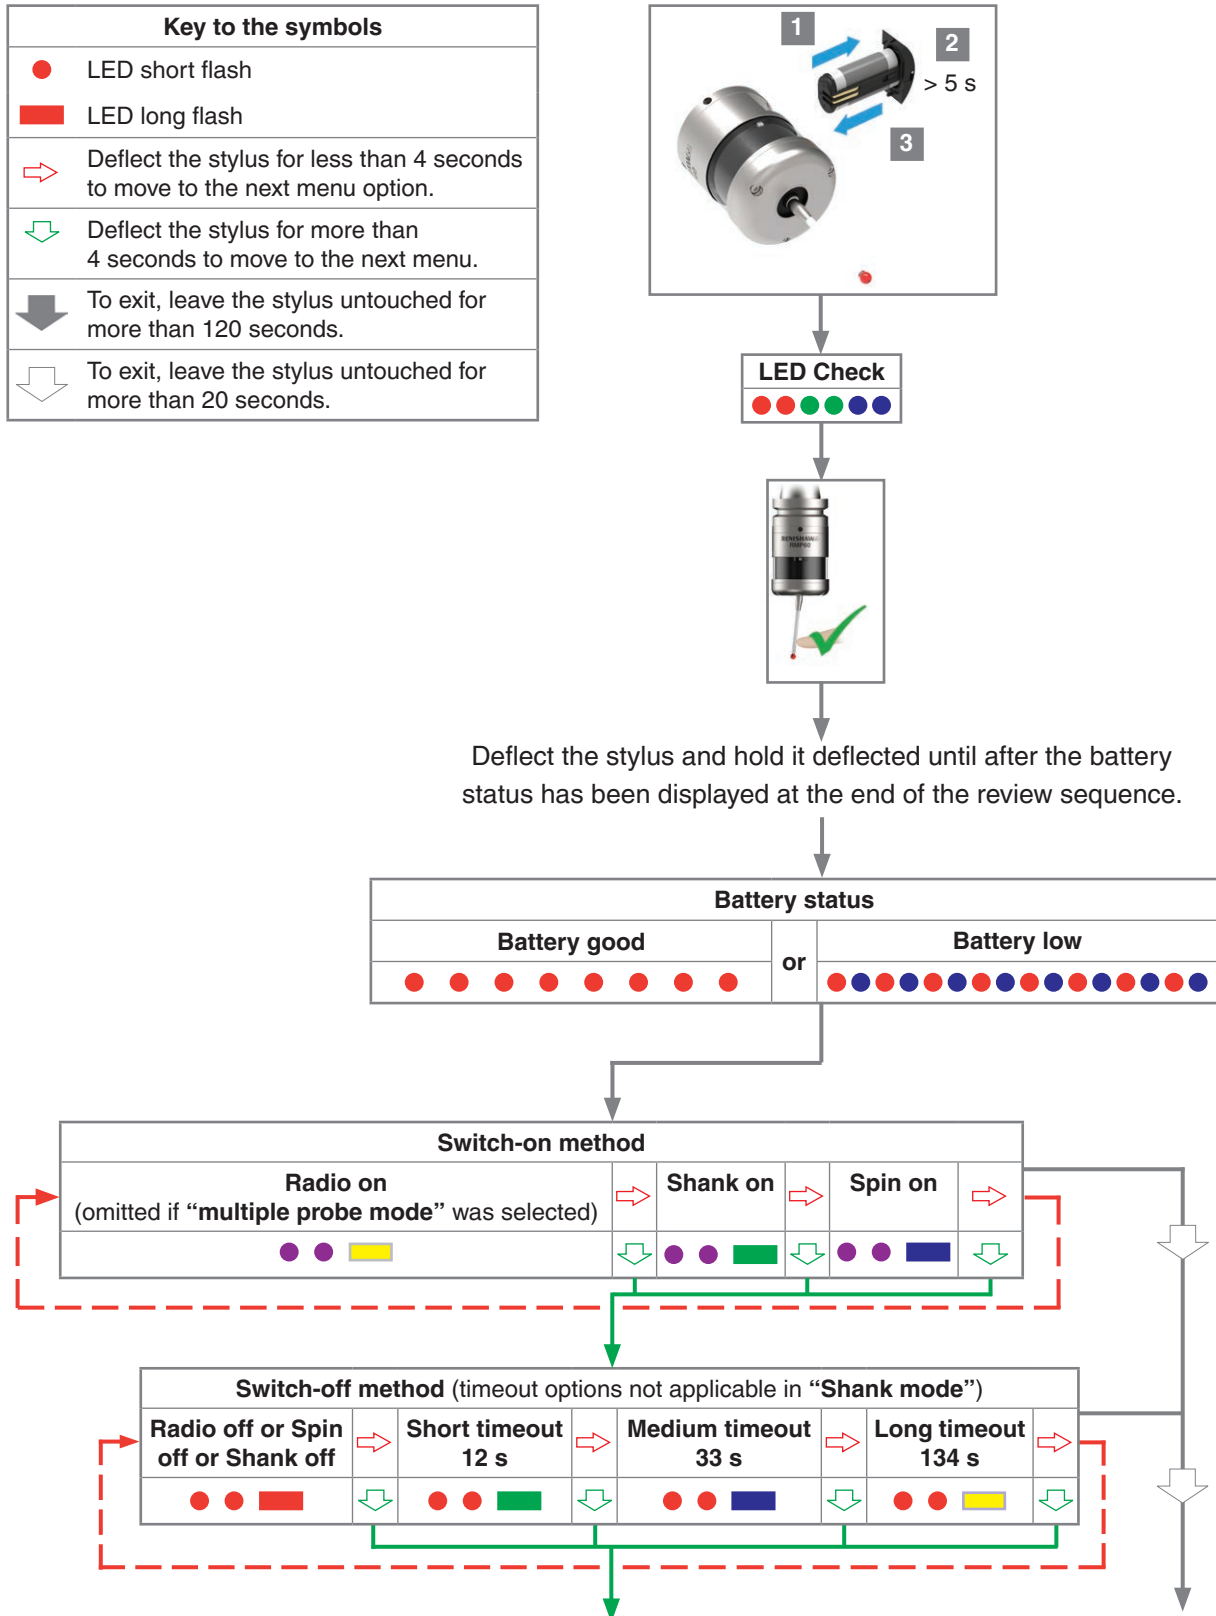 Key to the symbols
LED short flash
LED long flash
Deflect the stylus for less than 4 seconds
to move to the next menu option.
Deflect the stylus for more than
4 seconds to move to the next menu.
To exit, leave the stylus untouched for
more than 120 seconds.
To exit, leave the stylus untouched for
more than 20 seconds.
1
2
> 5 s
3
LED Check
RENISHAW
RMP60
Deflect the stylus and hold it deflected until after the battery
status has been displayed at the end of the review sequence.
Battery status
Battery good
or
Battery low
Switch-on method
Radio on
(omitted if “multiple probe mode” was selected)
Shank on
Spin on
Switch-off method (timeout options not applicable in “Shank mode”)
Radio off or Spin
off or Shank off
Short timeout
12 s
Medium timeout
33 s
Long timeout
134 s